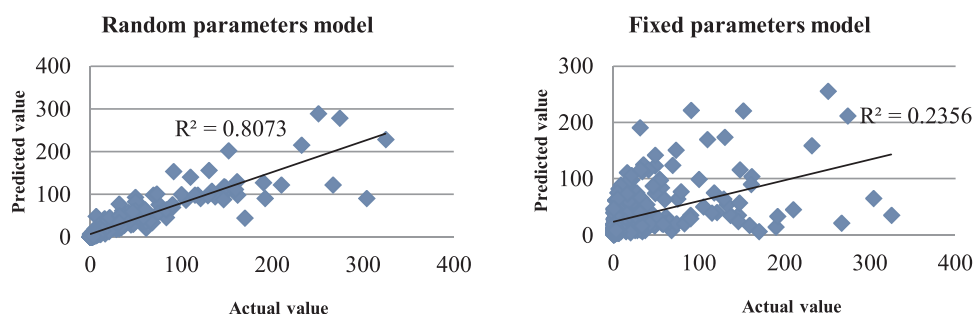 Random parameters model
Predicted value
400
300
200
100
0
R² = 0.8073
0 100 200 300 400
Actual value
Fixed parameters model
Predicted value
300
200
100
0
R² = 0.2356
0 100 200 300 400
Actual value